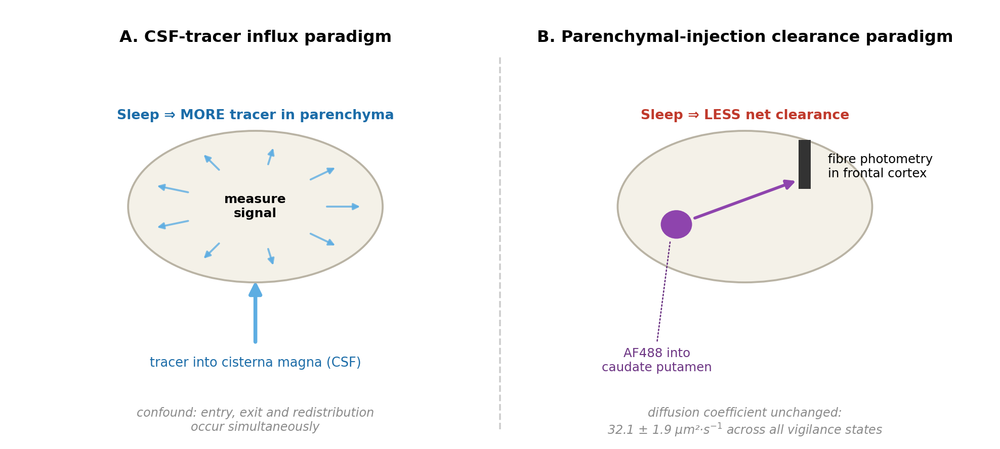 A. CSF-tracer influx paradigm
Sleep ⇒ MORE tracer in parenchyma
measure
signal
tracer into cisterna magna (CSF)
confound: entry, exit and redistribution
occur simultaneously
B. Parenchymal-injection clearance paradigm
Sleep ⇒ LESS net clearance
fibre photometry
in frontal cortex
AF488 into
caudate putamen
diffusion coefficient unchanged:
32.1 ± 1.9 μm²·s⁻¹ across all vigilance states